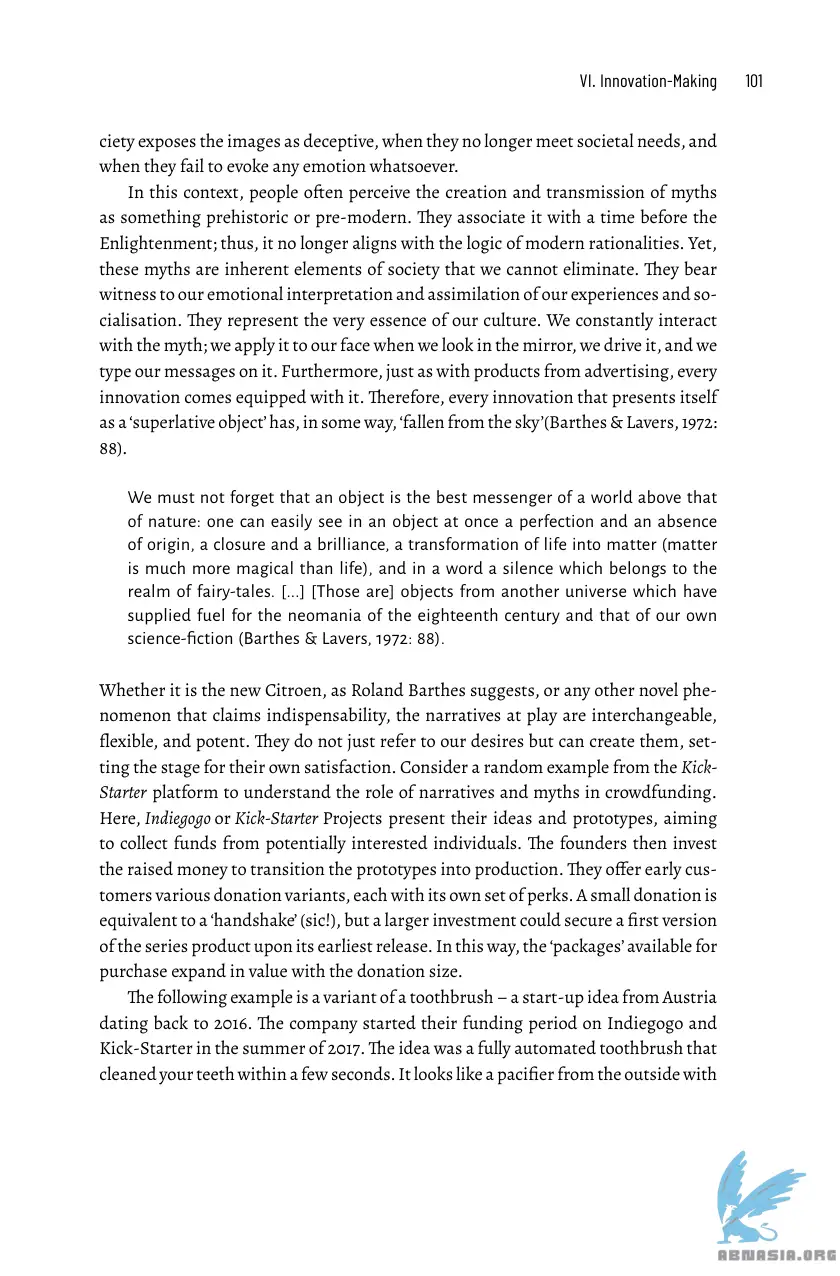 VI. Innovation-Making 101
ciety exposes the images as deceptive, when they no longer meet societal needs, and
when they fail to evoke any emotion whatsoever.
In this context, people often perceive the creation and transmission of myths
as something prehistoric or pre-modern. They associate it with a time before the
Enlightenment; thus, it no longer aligns with the logic of modern rationalities. Yet,
these myths are inherent elements of society that we cannot eliminate. They bear
witness to our emotional interpretation and assimilation of our experiences and so-
cialisation. They represent the very essence of our culture. We constantly interact
with the myth; we apply it to our face when we look in the mirror, we drive it, and we
type our messages on it. Furthermore, just as with products from advertising, every
innovation comes equipped with it. Therefore, every innovation that presents itself
as a ‘superlative object’ has, in some way, ‘fallen from the sky’(Barthes & Lavers, 1972:
88).
We must not forget that an object is the best messenger of a world above that
of nature: one can easily see in an object at once a perfection and an absence
of origin, a closure and a brilliance, a transformation of life into matter (matter
is much more magical than life), and in a word a silence which belongs to the
realm of fairy-tales. [...] [Those are] objects from another universe which have
supplied fuel for the neomania of the eighteenth century and that of our own
science-fiction (Barthes & Lavers, 1972: 88).
Whether it is the new Citroen, as Roland Barthes suggests, or any other novel phe-
nomenon that claims indispensability, the narratives at play are interchangeable,
flexible, and potent. They do not just refer to our desires but can create them, set-
ting the stage for their own satisfaction. Consider a random example from the Kick-
Starter platform to understand the role of narratives and myths in crowdfunding.
Here, Indiegogo or Kick-Starter Projects present their ideas and prototypes, aiming
to collect funds from potentially interested individuals. The founders then invest
the raised money to transition the prototypes into production. They offer early cus-
tomers various donation variants, each with its own set of perks. A small donation is
equivalent to a ‘handshake’ (sic!), but a larger investment could secure a first version
of the series product upon its earliest release. In this way, the ‘packages’ available for
purchase expand in value with the donation size.
The following example is a variant of a toothbrush – a start-up idea from Austria
dating back to 2016. The company started their funding period on Indiegogo and
Kick-Starter in the summer of 2017. The idea was a fully automated toothbrush that
cleaned your teeth within a few seconds. It looks like a pacifier from the outside with
ABNASIA.ORG